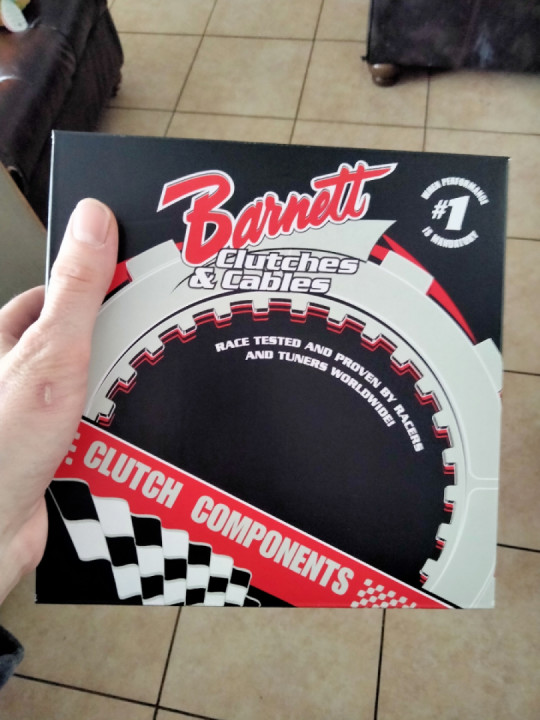 Barnett
Clutches
& Cables
WHEN PERFORMANCE
#1
IS MANDATORY
RACE TESTED AND PROVEN BY RACERS
AND TUNERS WORLDWIDE!
E CLUTCH COMPONENTS